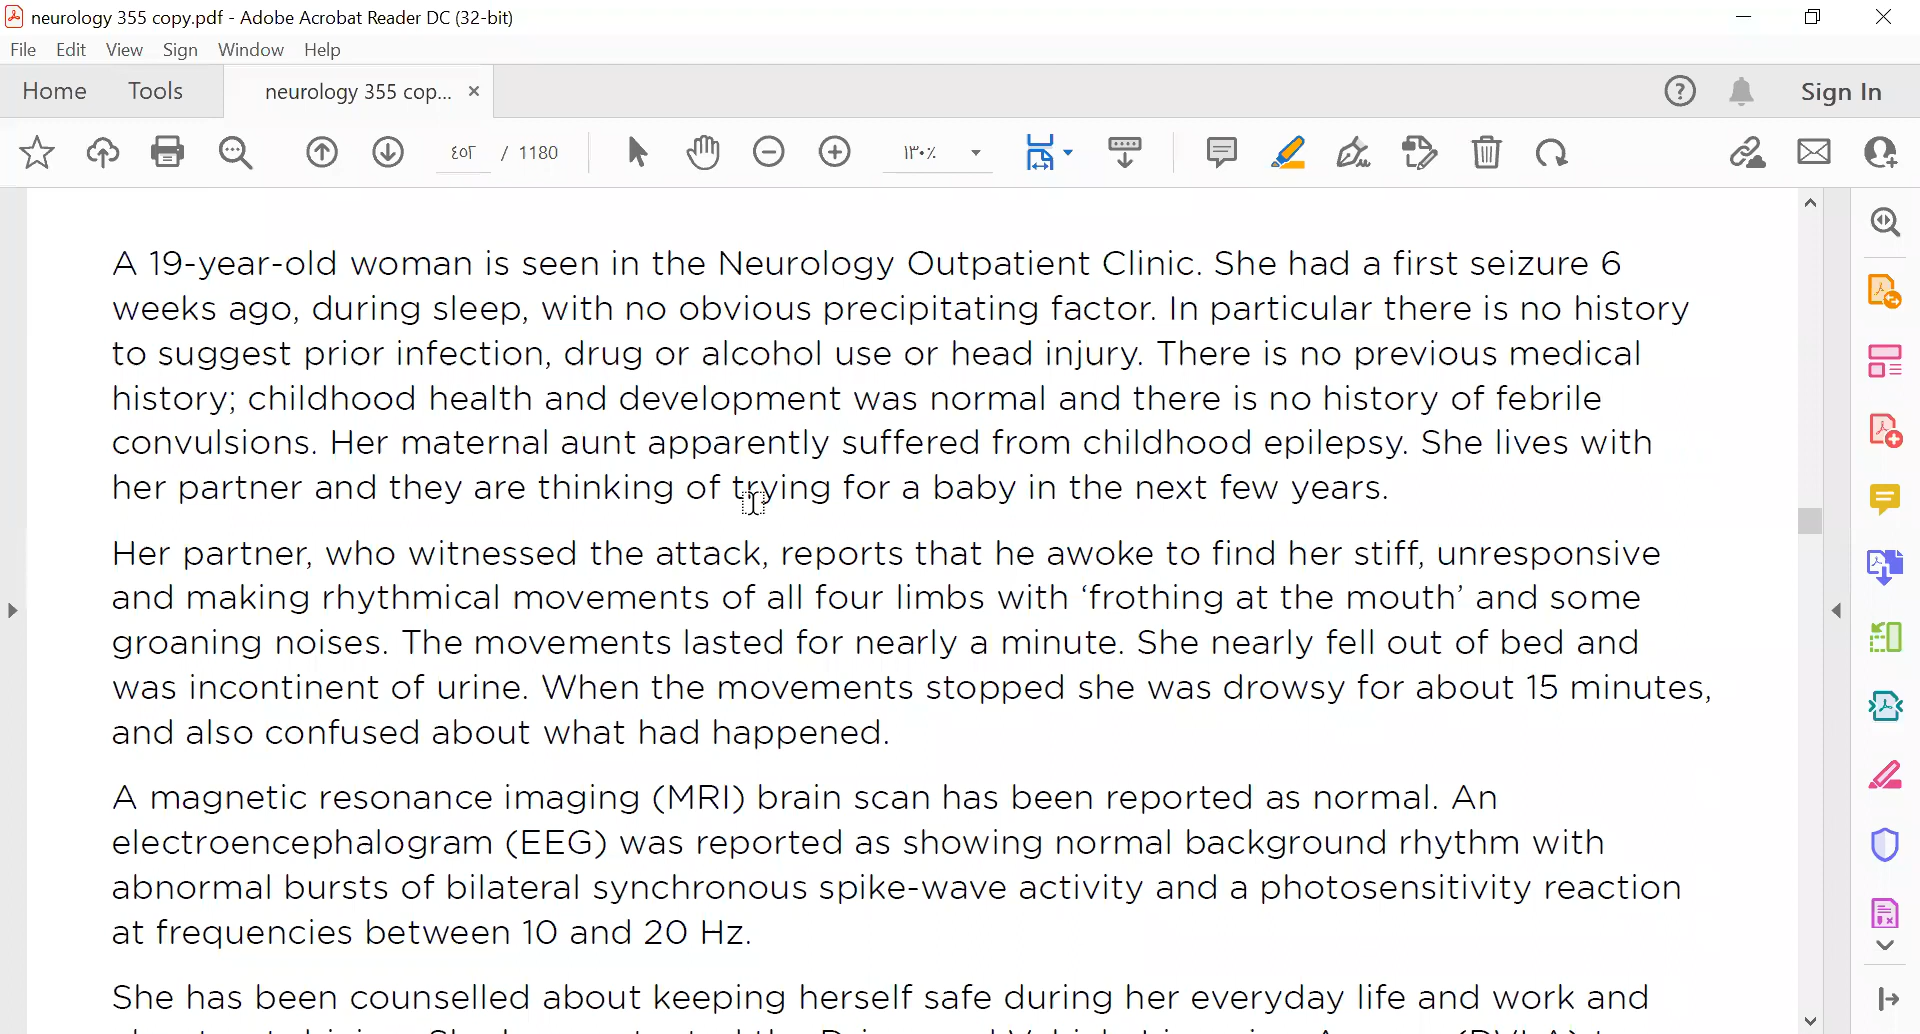 neurology 355 copy.pdf - Adobe Acrobat Reader DC (32-bit)
File Edit View Sign Window Help
Home Tools neurology 355 cop... × Sign In
٤٥٣ / 1180 ١٣٠٪
A 19-year-old woman is seen in the Neurology Outpatient Clinic. She had a first seizure 6
weeks ago, during sleep, with no obvious precipitating factor. In particular there is no history
to suggest prior infection, drug or alcohol use or head injury. There is no previous medical
history; childhood health and development was normal and there is no history of febrile
convulsions. Her maternal aunt apparently suffered from childhood epilepsy. She lives with
her partner and they are thinking of trying for a baby in the next few years.
Her partner, who witnessed the attack, reports that he awoke to find her stiff, unresponsive
and making rhythmical movements of all four limbs with ‘frothing at the mouth’ and some
groaning noises. The movements lasted for nearly a minute. She nearly fell out of bed and
was incontinent of urine. When the movements stopped she was drowsy for about 15 minutes,
and also confused about what had happened.
A magnetic resonance imaging (MRI) brain scan has been reported as normal. An
electroencephalogram (EEG) was reported as showing normal background rhythm with
abnormal bursts of bilateral synchronous spike-wave activity and a photosensitivity reaction
at frequencies between 10 and 20 Hz.
She has been counselled about keeping herself safe during her everyday life and work and